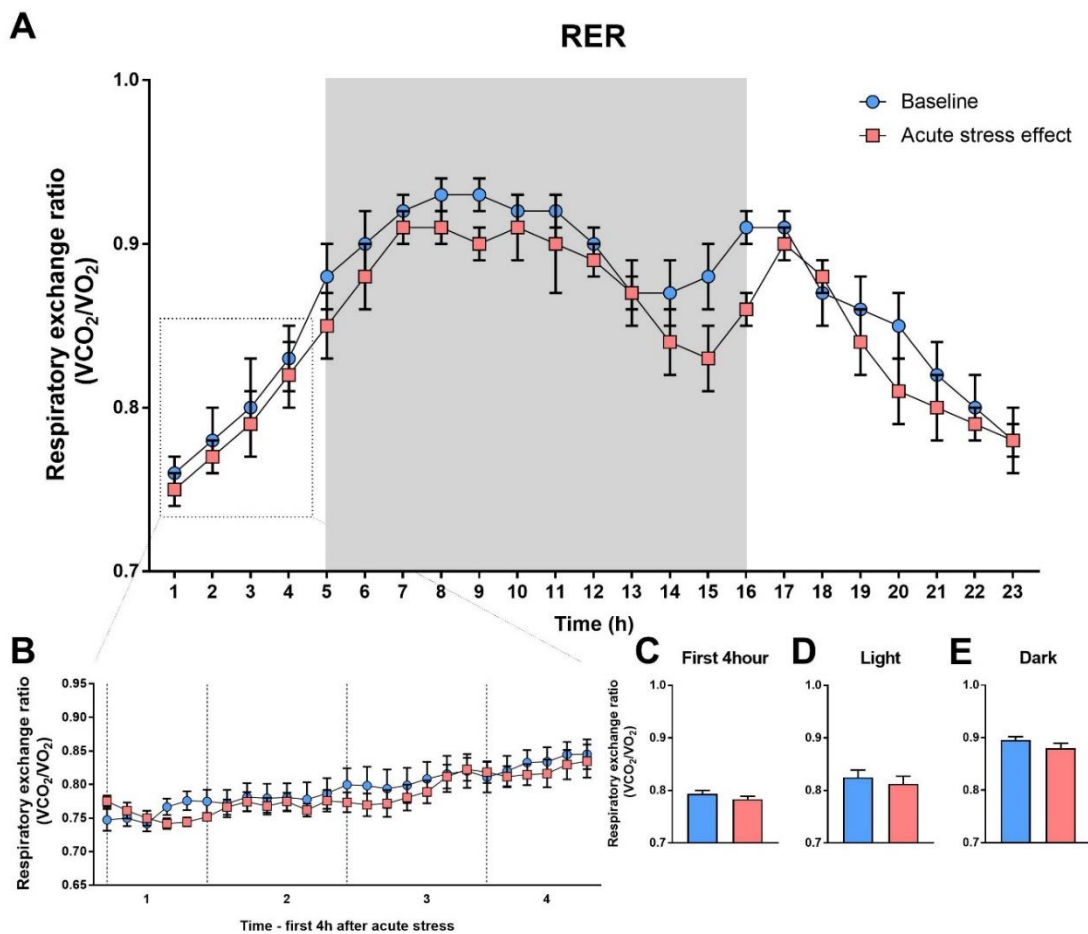 A
RER
1.0
0.9
0.8
0.7
Respiratory exchange ratio
(VCO₂/VO₂)
Baseline
Acute stress effect
1 2 3 4 5 6 7 8 9 10 11 12 13 14 15 16 17 18 19 20 21 22 23
Time (h)
B
0.95
0.90
0.85
0.80
0.75
0.70
0.65
Respiratory exchange ratio
(VCO₂/VO₂)
1 2 3 4
Time - first 4h after acute stress
C
First 4hour
1.0
0.9
0.8
0.7
Respiratory exchange ratio
(VCO₂/VO₂)
D
Light
1.0
0.9
0.8
0.7
E
Dark
1.0
0.9
0.8
0.7